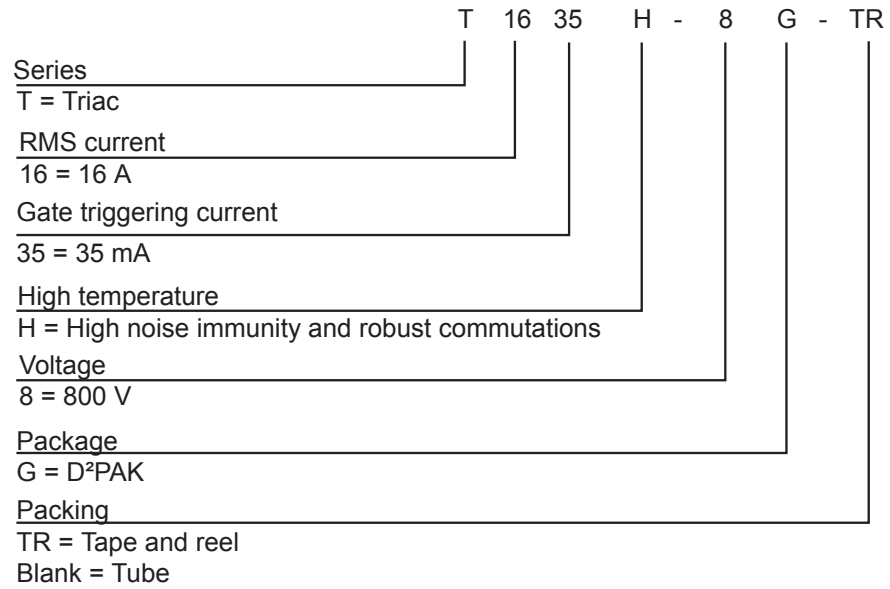 T 16 35 H - 8 G - TR
Series
T = Triac
RMS current
16 = 16 A
Gate triggering current
35 = 35 mA
High temperature
H = High noise immunity and robust commutations
Voltage
8 = 800 V
Package
G = D²PAK
Packing
TR = Tape and reel
Blank = Tube